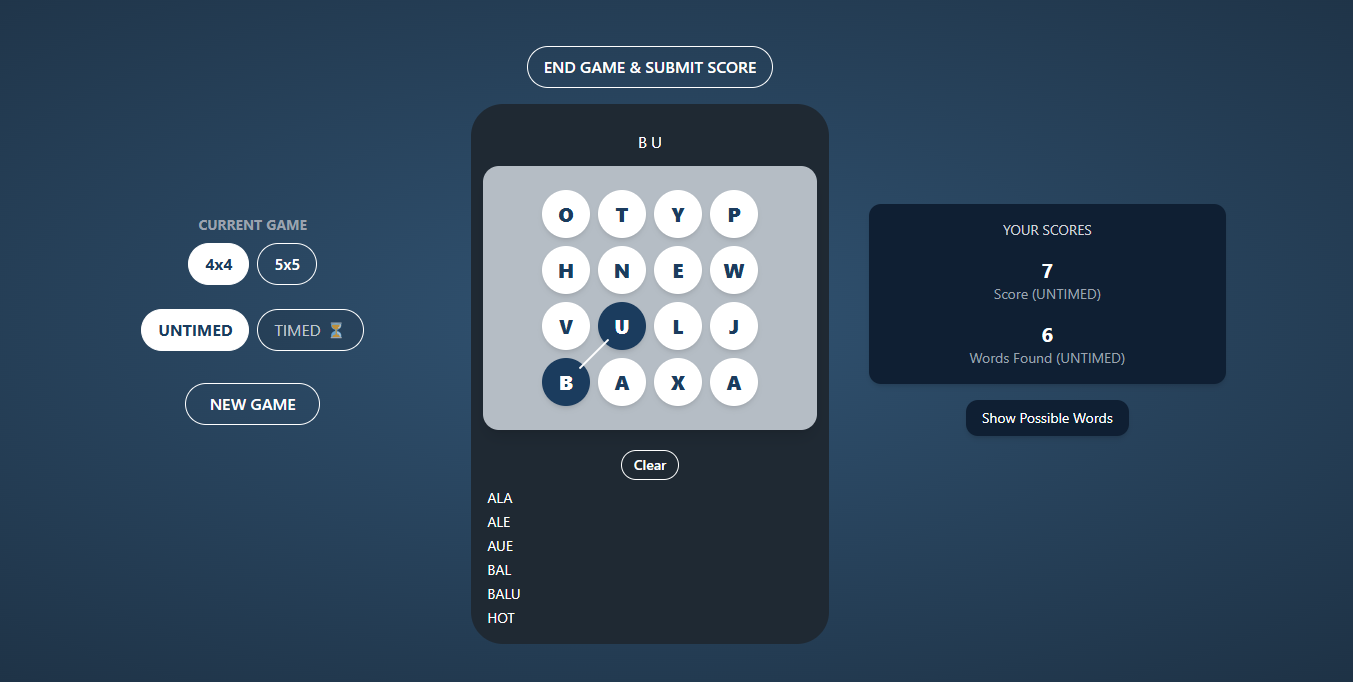 END GAME & SUBMIT SCORE
B U
CURRENT GAME
4x4 5x5
UNTIMED TIMED ⏳
NEW GAME
O T Y P
H N E W
V U L J
B A X A
Clear
ALA
ALE
AUE
BAL
BALU
HOT
YOUR SCORES
7
Score (UNTIMED)
6
Words Found (UNTIMED)
Show Possible Words